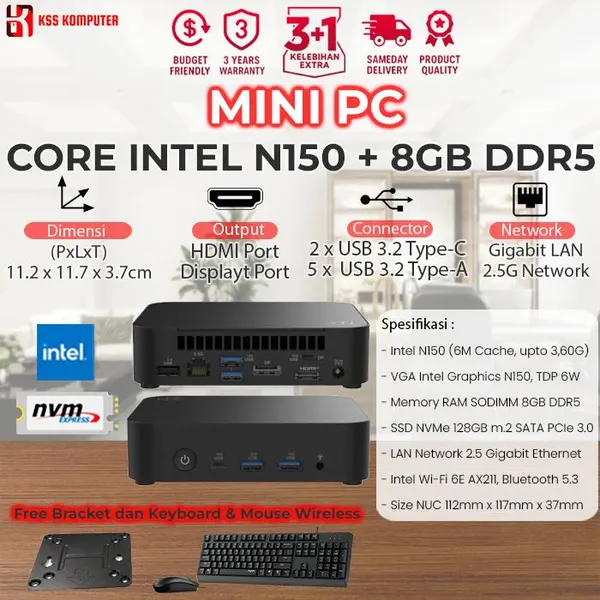 KSS KOMPUTER
$
3
3+1
BUDGET FRIENDLY
3 YEARS WARRANTY
KELEBIHAN EXTRA
SAMEDAY DELIVERY
PRODUCT QUALITY
MINI PC
CORE INTEL N150 + 8GB DDR5
Dimensi
(PxLxT)
11.2 x 11.7 x 3.7cm
Output
HDMI Port
Displayt Port
Connector
2 x USB 3.2 Type-C
5 x USB 3.2 Type-A
Network
Gigabit LAN
2.5G Network
intel
nvm
EXPRESS
HDMI
Spesifikasi :
- Intel N150 (6M Cache, upto 3,60G)
- VGA Intel Graphics N150, TDP 6W
- Memory RAM SODIMM 8GB DDR5
- SSD NVMe 128GB m.2 SATA PCIe 3.0
- LAN Network 2.5 Gigabit Ethernet
- Intel Wi-Fi 6E AX211, Bluetooth 5.3
- Size NUC 112mm x 117mm x 37mm
Free Bracket dan Keyboard & Mouse Wireless